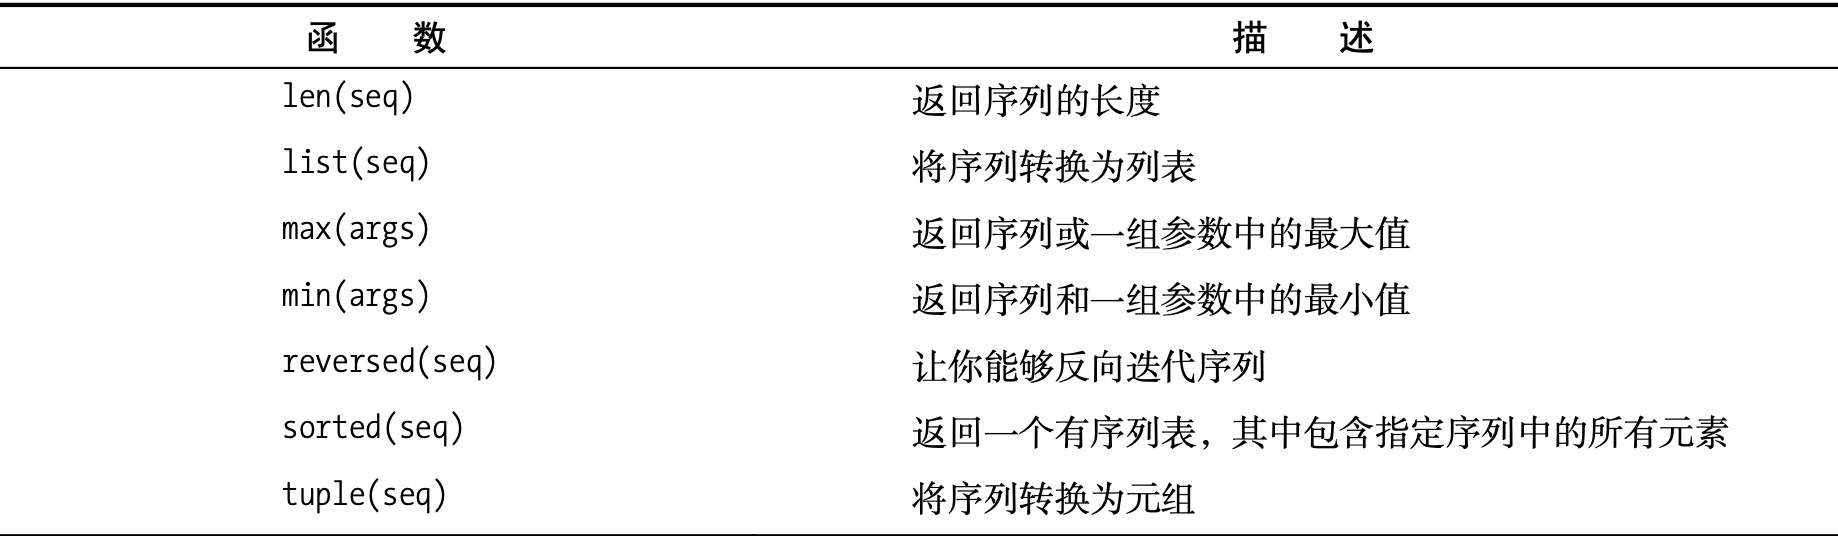 函 数 描 述
len(seq) 返回序列的长度
list(seq) 将序列转换为列表
max(args) 返回序列或一组参数中的最大值
min(args) 返回序列和一组参数中的最小值
reversed(seq) 让你能够反向迭代序列
sorted(seq) 返回一个有序列表，其中包含指定序列中的所有元素
tuple(seq) 将序列转换为元组